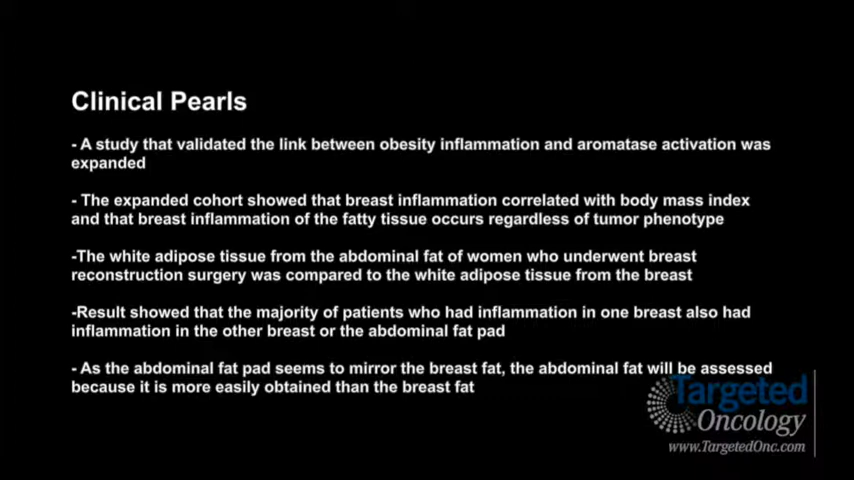 Clinical Pearls
- A study that validated the link between obesity inflammation and aromatase activation was
expanded
- The expanded cohort showed that breast inflammation correlated with body mass index
and that breast inflammation of the fatty tissue occurs regardless of tumor phenotype
-The white adipose tissue from the abdominal fat of women who underwent breast
reconstruction surgery was compared to the white adipose tissue from the breast
-Result showed that the majority of patients who had inflammation in one breast also had
inflammation in the other breast or the abdominal fat pad
- As the abdominal fat pad seems to mirror the breast fat, the abdominal fat will be assessed
because it is more easily obtained than the breast fat
Targeted
Oncology
www.TargetedOnc.com